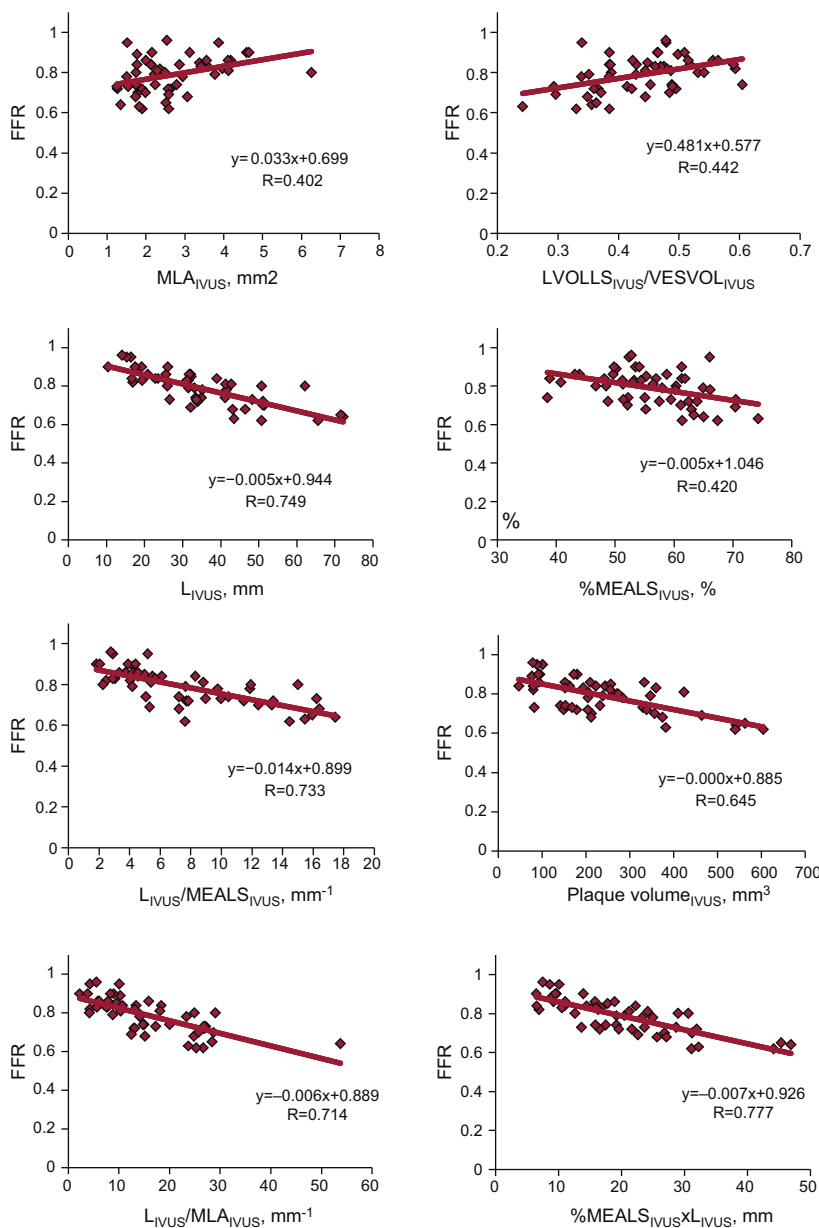 1
0.8
0.6
0.4
0.2
0
FFR
0 1 2 3 4 5 6 7 8
y= 0.033x+0.699
R=0.402
MLAIVUS, mm2
1
0.8
0.6
0.4
0.2
0
FFR
0.2 0.3 0.4 0.5 0.6 0.7
y=0.481x+0.577
R=0.442
LVOLLSIVUS/VESVOLIVUS
1
0.8
0.6
0.4
0.2
0
FFR
0 10 20 30 40 50 60 70 80
y=−0.005x+0.944
R=0.749
LIVUS, mm
1
0.8
0.6
0.4
0.2
0
FFR
%
30 40 50 60 70 80
y=−0.005x+1.046
R=0.420
%MEALSIVUS, %
1
0.8
0.6
0.4
0.2
0
FFR
0 2 4 6 8 10 12 14 16 18 20
y=−0.014x+0.899
R=0.733
LIVUS/MEALSIVUS, mm-1
1
0.8
0.6
0.4
0.2
0
FFR
0 100 200 300 400 500 600 700
y=−0.000x+0.885
R=0.645
Plaque volumeIVUS, mm3
1
0.8
0.6
0.4
0.2
0
FFR
0 10 20 30 40 50 60
y=−0.006x+0.889
R=0.714
LIVUS/MLAIVUS, mm-1
1
0.8
0.6
0.4
0.2
0
FFR
0 10 20 30 40 50
y=−0.007x+0.926
R=0.777
%MEALSIVUSxLIVUS, mm